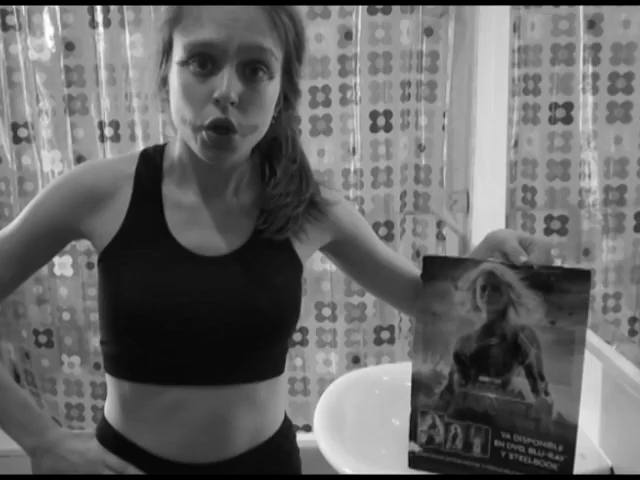 YA DISPONIBLE
EN DVD, BLU-RAY
Y STEELBOOK